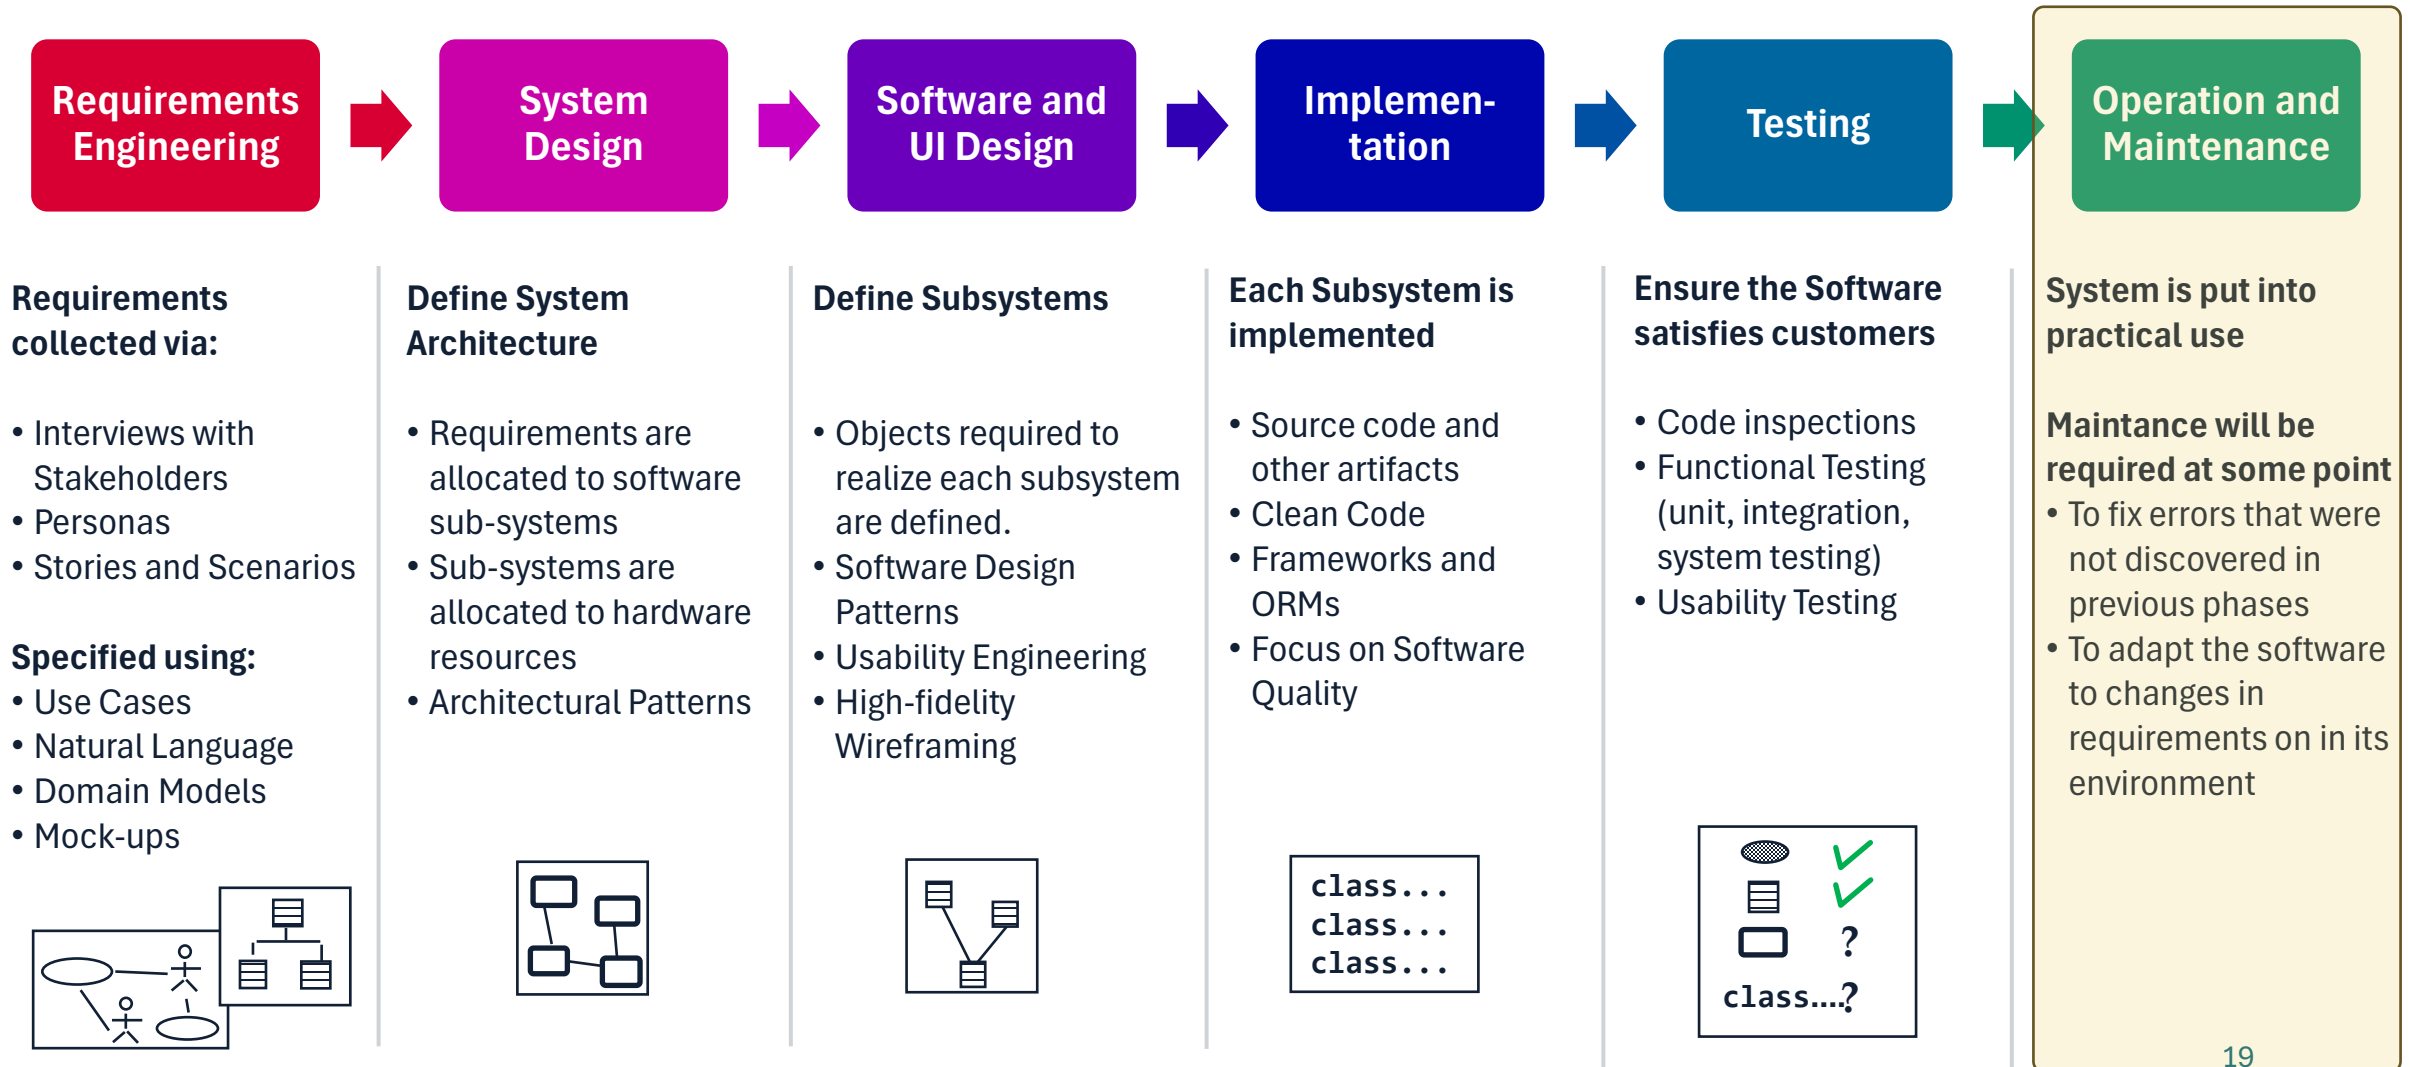 Requirements
Engineering
System
Design
Software and
UI Design
Implemen-
tation
Testing
Operation and
Maintenance
Requirements
collected via:
• Interviews with
Stakeholders
• Personas
• Stories and Scenarios
Specified using:
• Use Cases
• Natural Language
• Domain Models
• Mock-ups
Define System
Architecture
• Requirements are
allocated to software
sub-systems
• Sub-systems are
allocated to hardware
resources
• Architectural Patterns
Define Subsystems
• Objects required to
realize each subsystem
are defined.
• Software Design
Patterns
• Usability Engineering
• High-fidelity
Wireframing
Each Subsystem is
implemented
• Source code and
other artifacts
• Clean Code
• Frameworks and
ORMs
• Focus on Software
Quality
class...
class...
class...
Ensure the Software
satisfies customers
• Code inspections
• Functional Testing
(unit, integration,
system testing)
• Usability Testing
?
class....?
System is put into
practical use
Maintance will be
required at some point
• To fix errors that were
not discovered in
previous phases
• To adapt the software
to changes in
requirements on in its
environment
19